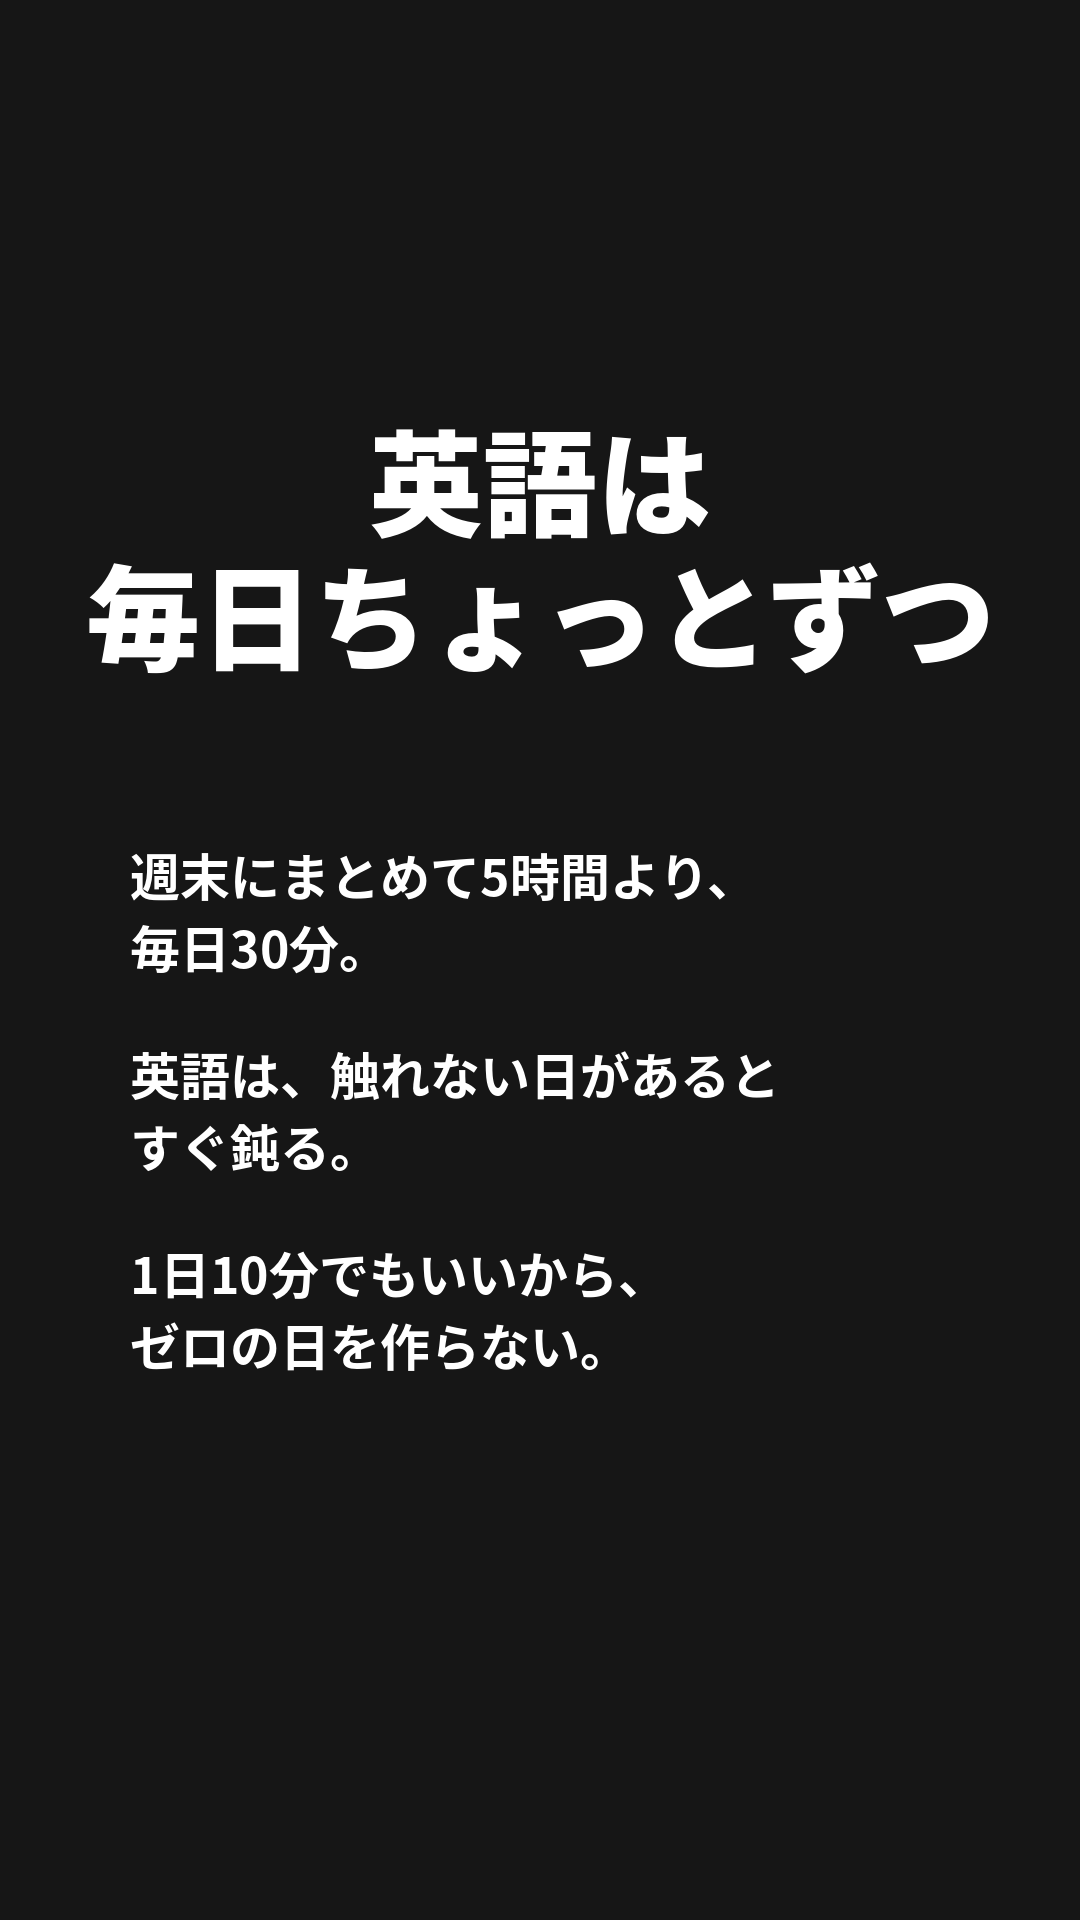 英語は
毎日ちょっとずつ
週末にまとめて5時間より、
毎日30分。
英語は、触れない日があると
すぐ鈍る。
1日10分でもいいから、
ゼロの日を作らない。